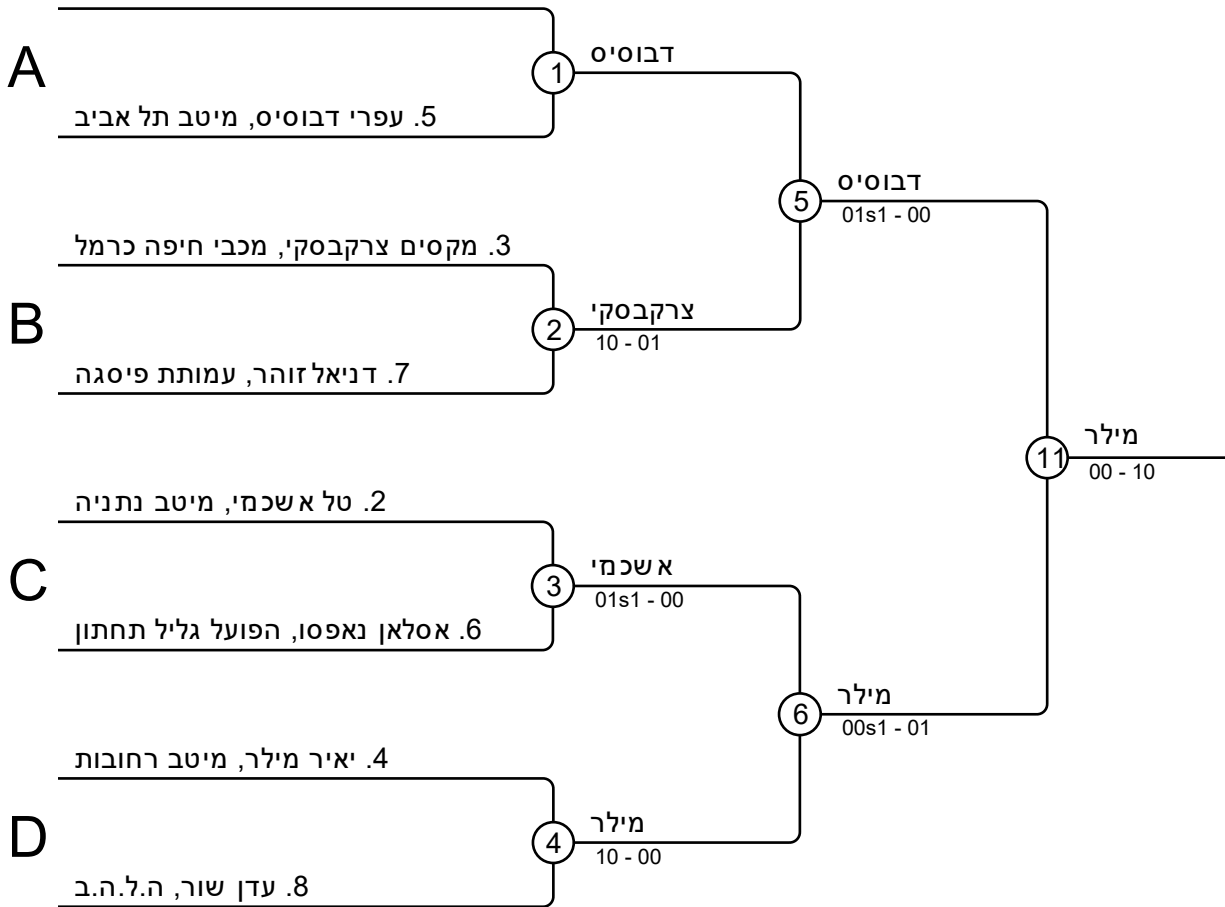 A
1
דבוסיס
5. עפרי דבוסיס, מיטב תל אביב
5
דבוסיס
01s1 - 00
3. מקסים צרקבסקי, מכבי חיפה כרמל
B
2
צרקבסקי
10 - 01
7. דניאל זוהר, עמותת פיסגה
11
מילר
00 - 10
2. טל אשכנזי, מיטב נתניה
C
3
אשכנזי
01s1 - 00
6. אסלאן נאפסו, הפועל גליל תחתון
6
מילר
00s1 - 01
4. יאיר מילר, מיטב רחובות
D
4
מילר
10 - 00
8. עדן שור, ה.ל.ה.ב